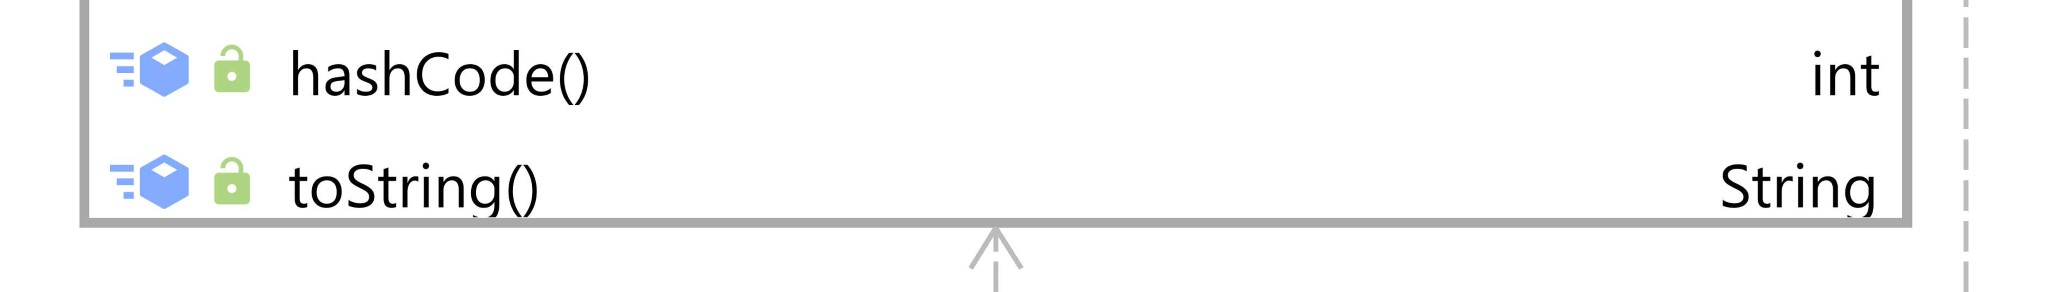 hashCode() int
toString() String